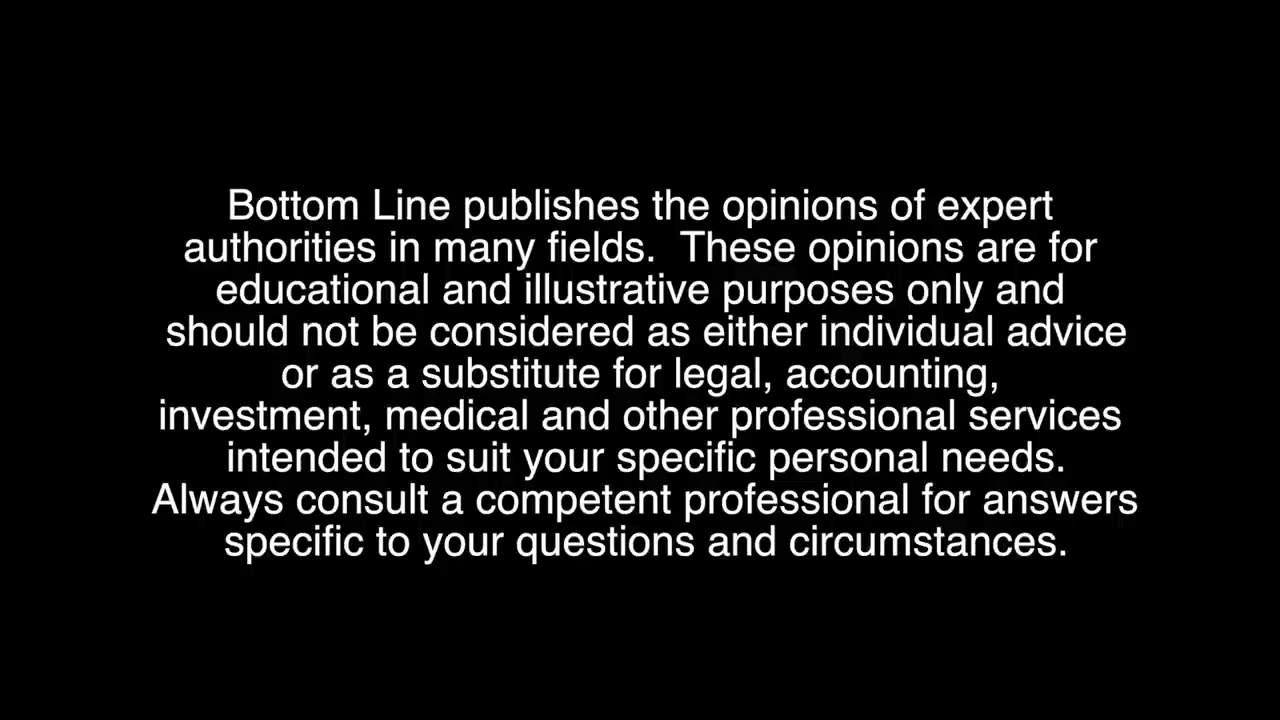 Bottom Line publishes the opinions of expert
authorities in many fields.  These opinions are for
educational and illustrative purposes only and
should not be considered as either individual advice
or as a substitute for legal, accounting,
investment, medical and other professional services
intended to suit your specific personal needs.
Always consult a competent professional for answers
specific to your questions and circumstances.